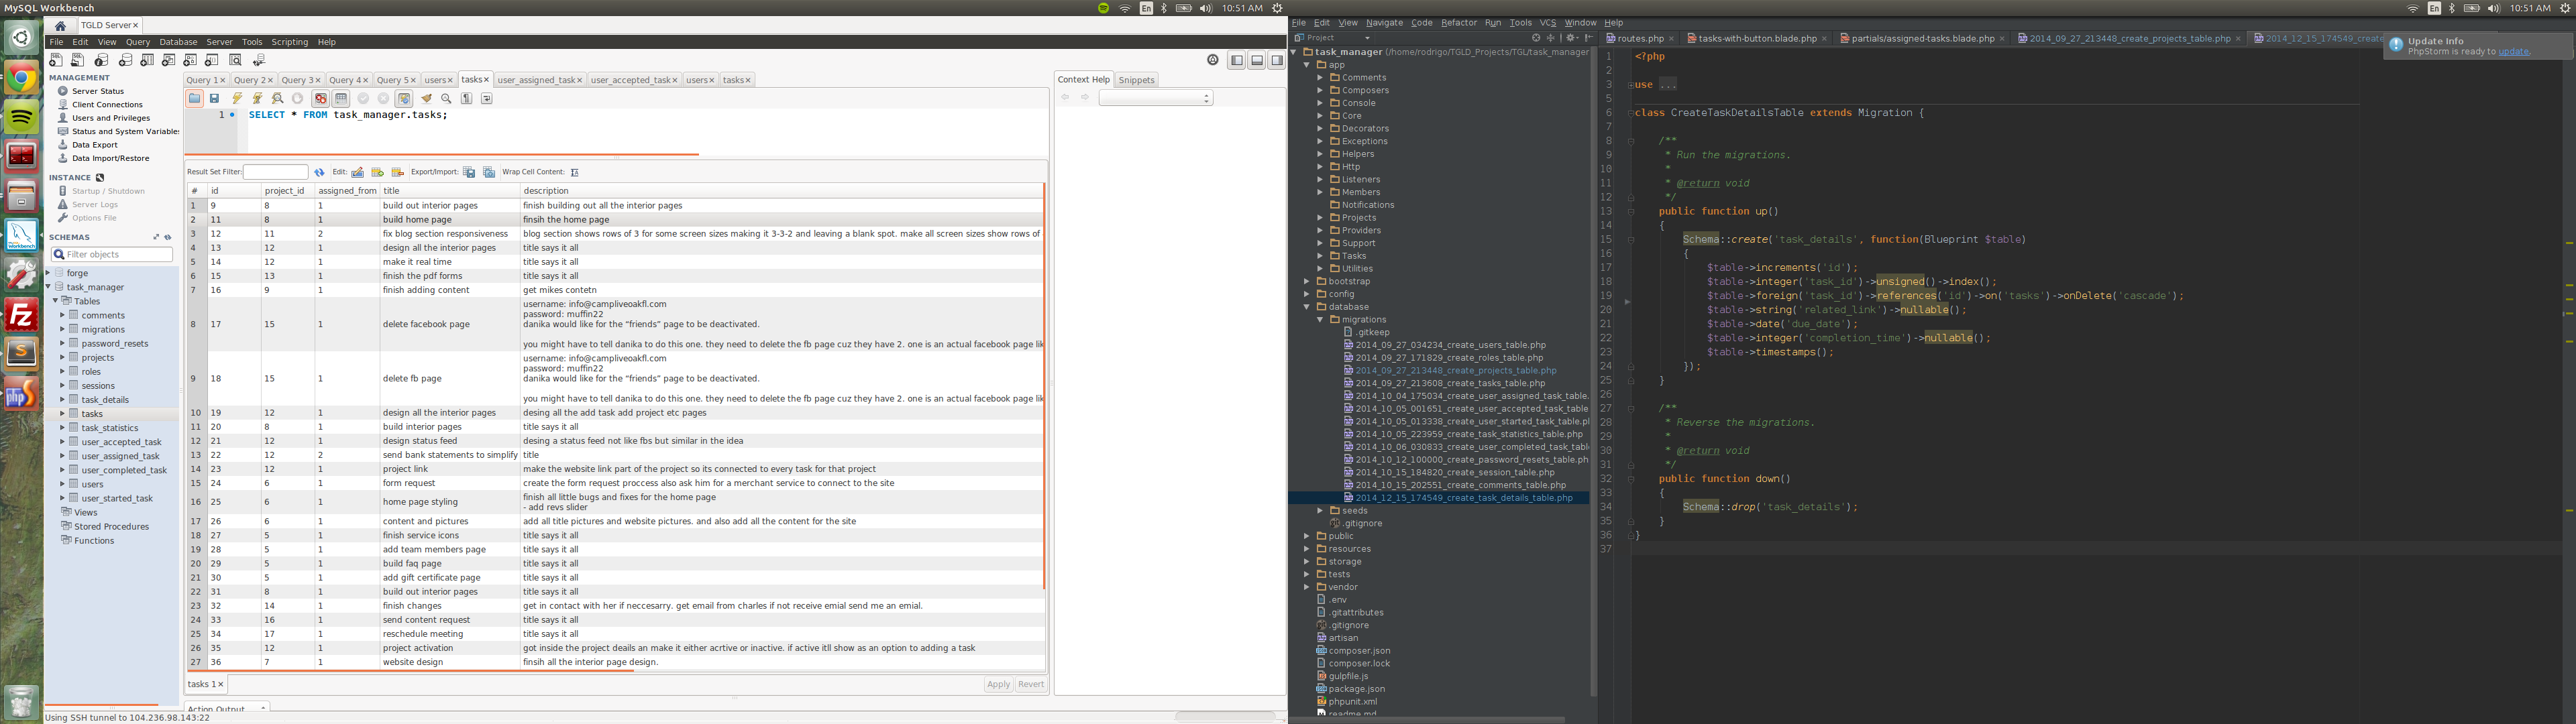 MySQL Workbench
En
10:51 AM
En
10:51 AM
TGLD Server
File Edit View Query Database Server Tools Scripting Help
MANAGEMENT
Server Status
Client Connections
Users and Privileges
Status and System Variables
Data Export
Data Import/Restore
INSTANCE
Startup / Shutdown
Server Logs
Options File
SCHEMAS
Filter objects
forge
task_manager
Tables
comments
migrations
password_resets
projects
roles
sessions
task_details
tasks
task_statistics
user_accepted_task
user_assigned_task
user_completed_task
users
user_started_task
Views
Stored Procedures
Functions
Query 1 Query 2 Query 3 Query 4 Query 5 users tasks user_assigned_task user_accepted_task users tasks
1 SELECT * FROM task_manager.tasks;
Result Set Filter: Edit: Export/Import: Wrap Cell Content:
# id project_id assigned_from title description
1 9 8 1 build out interior pages finish building out all the interior pages
2 11 8 1 build home page finsih the home page
3 12 11 2 fix blog section responsiveness blog section shows rows of 3 for some screen sizes making it 3-3-2 and leaving a blank spot. make all screen sizes show rows of
4 13 12 1 design all the interior pages title says it all
5 14 12 1 make it real time title says it all
6 15 13 1 finish the pdf forms title says it all
7 16 9 1 finish adding content get mikes contetn
username: info@campliveoakfl.com
password: muffin22
8 17 15 1 delete facebook page danika would like for the "friends" page to be deactivated.
you might have to tell danika to do this one. they need to delete the fb page cuz they have 2. one is an actual facebook page lik
username: info@campliveoakfl.com
password: muffin22
9 18 15 1 delete fb page danika would like for the "friends" page to be deactivated.
you might have to tell danika to do this one. they need to delete the fb page cuz they have 2. one is an actual facebook page lik
10 19 12 1 design all the interior pages desing all the add task add project etc pages
11 20 8 1 build interior pages title says it all
12 21 12 1 design status feed desing a status feed not like fbs but similar in the idea
13 22 12 2 send bank statements to simplify title
14 23 12 1 project link make the website link part of the project so its connected to every task for that project
15 24 6 1 form request create the form request proccess also ask him for a merchant service to connect to the site
16 25 6 1 home page styling finish all little bugs and fixes for the home page
- add revs slider
17 26 6 1 content and pictures add all title pictures and website pictures. and also add all the content for the site
18 27 5 1 finish service icons title says it all
19 28 5 1 add team members page title says it all
20 29 5 1 build faq page title says it all
21 30 5 1 add gift certificate page title says it all
22 31 8 1 build out interior pages title says it all
23 32 14 1 finish changes get in contact with her if neccesarry. get email from charles if not receive emial send me an emial.
24 33 16 1 send content request title says it all
25 34 17 1 reschedule meeting title says it all
26 35 12 1 project activation got inside the project deails an make it either acrtive or inactive. if active itll show as an option to adding a task
27 36 7 1 website design finsih all the interior page design.
tasks 1
Apply Revert
Action Output
Using SSH tunnel to 104.236.98.143:22
Context Help Snippets
File Edit View Navigate Code Refactor Run Tools VCS Window Help
Project
task_manager (/home/rodrigo/TGLD_Projects/TGL/task_manager
app
Comments
Composers
Console
Core
Decorators
Exceptions
Helpers
Http
Listeners
Members
Notifications
Projects
Providers
Support
Tasks
Utilities
bootstrap
config
database
migrations
.gitkeep
2014_09_27_034234_create_users_table.php
2014_09_27_171829_create_roles_table.php
2014_09_27_213448_create_projects_table.php
2014_09_27_213608_create_tasks_table.php
2014_10_04_175034_create_user_assigned_task_table.
2014_10_05_001651_create_user_accepted_task_table
2014_10_05_013338_create_user_started_task_table.pl
2014_10_05_223959_create_task_statistics_table.php
2014_10_06_030833_create_user_completed_task_tabl
2014_10_12_100000_create_password_resets_table.ph
2014_10_15_184820_create_session_table.php
2014_10_15_202551_create_comments_table.php
2014_12_15_174549_create_task_details_table.php
seeds
.gitignore
public
resources
storage
tests
vendor
.env
.gitattributes
.gitignore
artisan
composer.json
composer.lock
gulpfile.js
package.json
phpunit.xml
readme.md
routes.php tasks-with-button.blade.php partials/assigned-tasks.blade.php 2014_09_27_213448_create_projects_table.php 2014_12_15_174549_create
Update Info
PhpStorm is ready to update.
1 <?php
2
3 use ...
5
6 class CreateTaskDetailsTable extends Migration {
7
8 /**
9 * Run the migrations.
10 *
11 * @return void
12 */
13 public function up()
14 {
15 Schema::create('task_details', function(Blueprint $table)
16 {
17 $table->increments('id');
18 $table->integer('task_id')->unsigned()->index();
19 $table->foreign('task_id')->references('id')->on('tasks')->onDelete('cascade');
20 $table->string('related_link')->nullable();
21 $table->date('due_date');
22 $table->integer('completion_time')->nullable();
23 $table->timestamps();
24 });
25 }
26
27 /**
28 * Reverse the migrations.
29 *
30 * @return void
31 */
32 public function down()
33 {
34 Schema::drop('task_details');
35 }
36 }
37